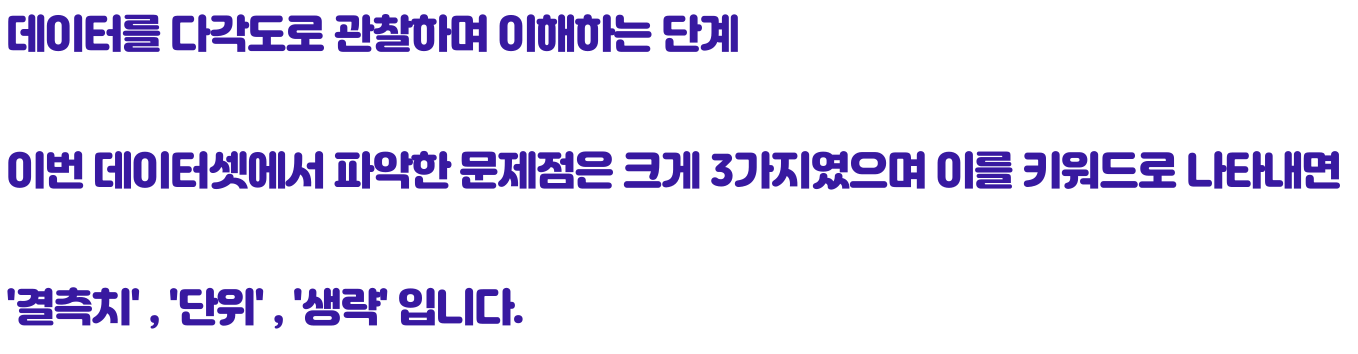 데이터를 다각도로 관찰하며 이해하는 단계
이번 데이터셋에서 파악한 문제점은 크게 3가지였으며 이를 키워드로 나타내면
'결측치' , '단위' , '생략' 입니다.